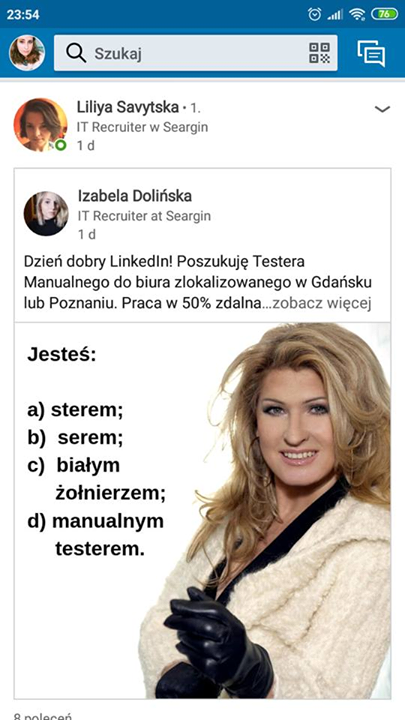 23:54
76
Szukaj
Liliya Savytska • 1.
IT Recruiter w Seargin
1 d
Izabela Dolińska
IT Recruiter at Seargin
1 d
Dzień dobry LinkedIn! Poszukuję Testera
Manualnego do biura zlokalizowanego w Gdańsku
lub Poznaniu. Praca w 50% zdalna...zobacz więcej
Jesteś:
a) sterem;
b) serem;
c) białym
żołnierzem;
d) manualnym
testerem.
8 poleceń